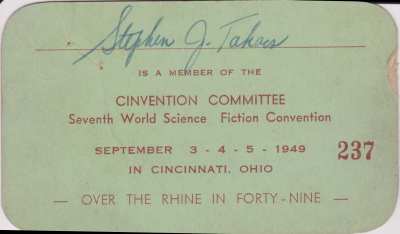 Stephen J. Takacs
IS A MEMBER OF THE
CINVENTION COMMITTEE
Seventh World Science Fiction Convention
SEPTEMBER 3 - 4 - 5 - 1949
237
IN CINCINNATI, OHIO
— OVER THE RHINE IN FORTY-NINE —